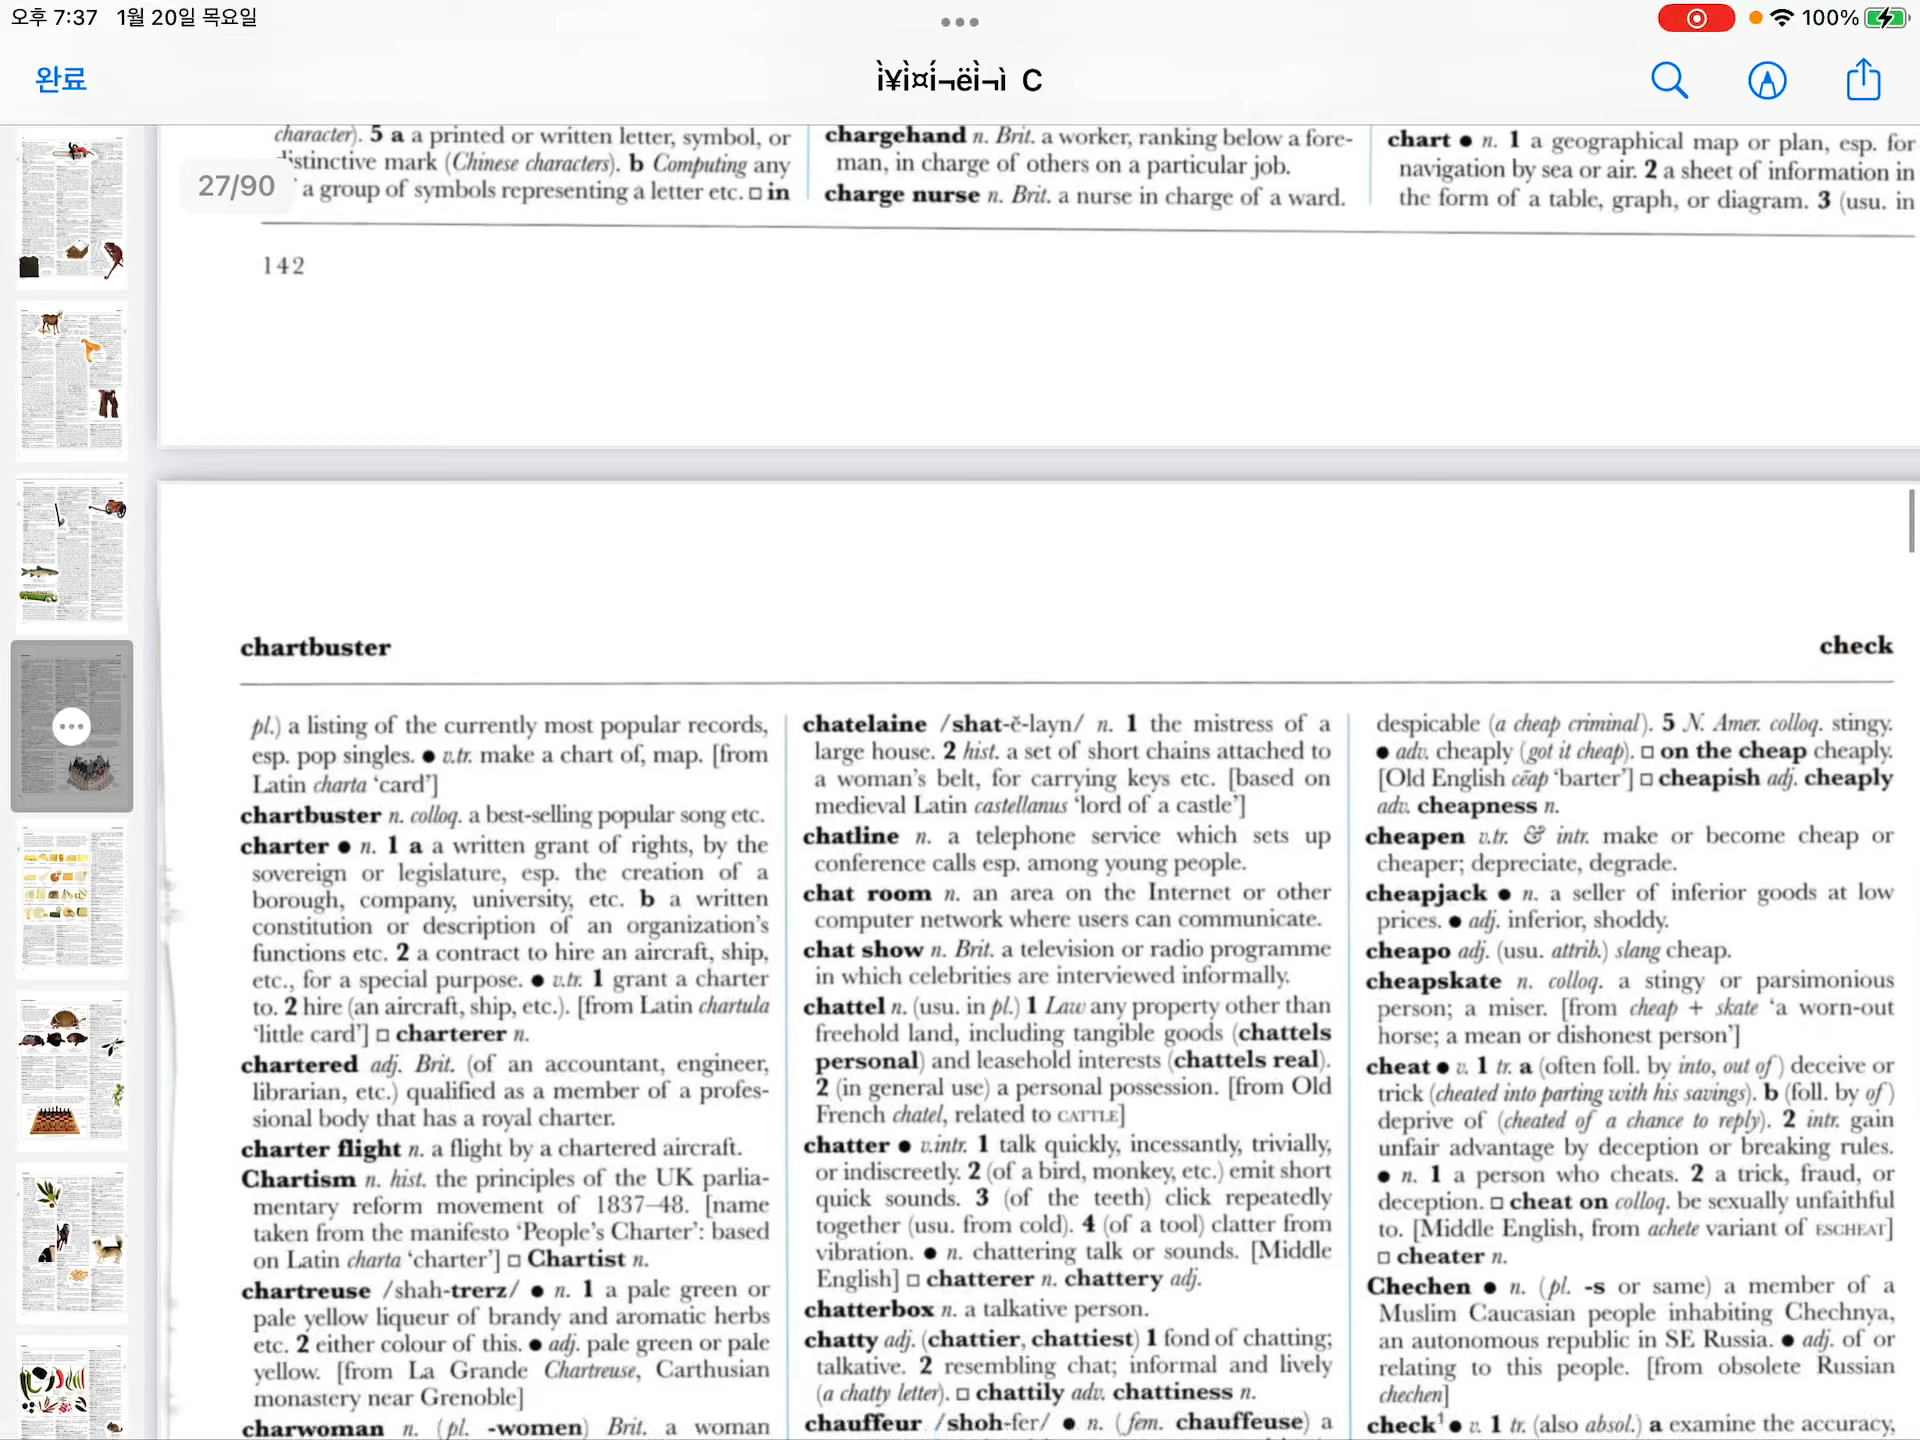 오후 7:37 1월 20일 목요일
100%
완료
ì¥ì¤í¬ëì¬ì C
27/90
character). 5 a a printed or written letter, symbol, or
distinctive mark (Chinese characters). b Computing any
a group of symbols representing a letter etc. □ in
142
chargehand n. Brit. a worker, ranking below a fore-
man, in charge of others on a particular job.
charge nurse n. Brit. a nurse in charge of a ward.
chart ● n. 1 a geographical map or plan, esp. for
navigation by sea or air. 2 a sheet of information in
the form of a table, graph, or diagram. 3 (usu. in
chartbuster
check
pl.) a listing of the currently most popular records,
esp. pop singles. ● v.tr. make a chart of, map. [from
Latin charta ‘card’]
chartbuster n. colloq. a best-selling popular song etc.
charter ● n. 1 a a written grant of rights, by the
sovereign or legislature, esp. the creation of a
borough, company, university, etc. b a written
constitution or description of an organization’s
functions etc. 2 a contract to hire an aircraft, ship,
etc., for a special purpose. ● v.tr. 1 grant a charter
to. 2 hire (an aircraft, ship, etc.). [from Latin chartula
‘little card’] □ charterer n.
chartered adj. Brit. (of an accountant, engineer,
librarian, etc.) qualified as a member of a profes-
sional body that has a royal charter.
charter flight n. a flight by a chartered aircraft.
Chartism n. hist. the principles of the UK parlia-
mentary reform movement of 1837–48. [name
taken from the manifesto ‘People’s Charter’: based
on Latin charta ‘charter’] □ Chartist n.
chartreuse /shah-trerz/ ● n. 1 a pale green or
pale yellow liqueur of brandy and aromatic herbs
etc. 2 either colour of this. ● adj. pale green or pale
yellow. [from La Grande Chartreuse, Carthusian
monastery near Grenoble]
charwoman n. (pl. -women) Brit. a woman
chatelaine /shat-ĕ-layn/ n. 1 the mistress of a
large house. 2 hist. a set of short chains attached to
a woman’s belt, for carrying keys etc. [based on
medieval Latin castellanus ‘lord of a castle’]
chatline n. a telephone service which sets up
conference calls esp. among young people.
chat room n. an area on the Internet or other
computer network where users can communicate.
chat show n. Brit. a television or radio programme
in which celebrities are interviewed informally.
chattel n. (usu. in pl.) 1 Law any property other than
freehold land, including tangible goods (chattels
personal) and leasehold interests (chattels real).
2 (in general use) a personal possession. [from Old
French chatel, related to CATTLE]
chatter ● v.intr. 1 talk quickly, incessantly, trivially,
or indiscreetly. 2 (of a bird, monkey, etc.) emit short
quick sounds. 3 (of the teeth) click repeatedly
together (usu. from cold). 4 (of a tool) clatter from
vibration. ● n. chattering talk or sounds. [Middle
English] □ chatterer n. chattery adj.
chatterbox n. a talkative person.
chatty adj. (chattier, chattiest) 1 fond of chatting;
talkative. 2 resembling chat; informal and lively
(a chatty letter). □ chattily adv. chattiness n.
chauffeur /shoh-fer/ ● n. (fem. chauffeuse) a
despicable (a cheap criminal). 5 N. Amer. colloq. stingy.
● adv. cheaply (got it cheap). □ on the cheap cheaply.
[Old English cēap ‘barter’] □ cheapish adj. cheaply
adv. cheapness n.
cheapen v.tr. & intr. make or become cheap or
cheaper; depreciate, degrade.
cheapjack ● n. a seller of inferior goods at low
prices. ● adj. inferior, shoddy.
cheapo adj. (usu. attrib.) slang cheap.
cheapskate n. colloq. a stingy or parsimonious
person; a miser. [from cheap + skate ‘a worn-out
horse; a mean or dishonest person’]
cheat ● v. 1 tr. a (often foll. by into, out of) deceive or
trick (cheated into parting with his savings). b (foll. by of)
deprive of (cheated of a chance to reply). 2 intr. gain
unfair advantage by deception or breaking rules.
● n. 1 a person who cheats. 2 a trick, fraud, or
deception. □ cheat on colloq. be sexually unfaithful
to. [Middle English, from achete variant of ESCHEAT]
□ cheater n.
Chechen ● n. (pl. -s or same) a member of a
Muslim Caucasian people inhabiting Chechnya,
an autonomous republic in SE Russia. ● adj. of or
relating to this people. [from obsolete Russian
chechen]
check¹ ● v. 1 tr. (also absol.) a examine the accuracy,